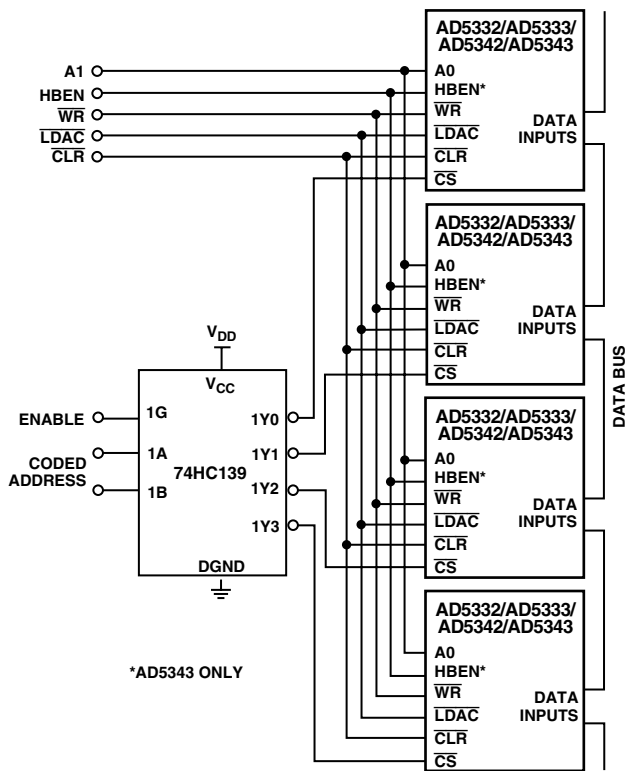 A1
HBEN
WR
LDAC
CLR
AD5332/AD5333/
AD5342/AD5343
A0
HBEN*
WR
LDAC
CLR
CS
DATA
INPUTS
AD5332/AD5333/
AD5342/AD5343
A0
HBEN*
WR
LDAC
CLR
CS
DATA
INPUTS
VDD
VCC
ENABLE
CODED
ADDRESS
1G
1A
1B
74HC139
1Y0
1Y1
1Y2
1Y3
DGND
DATA BUS
AD5332/AD5333/
AD5342/AD5343
A0
HBEN*
WR
LDAC
CLR
CS
DATA
INPUTS
AD5332/AD5333/
AD5342/AD5343
A0
HBEN*
WR
LDAC
CLR
CS
DATA
INPUTS
*AD5343 ONLY